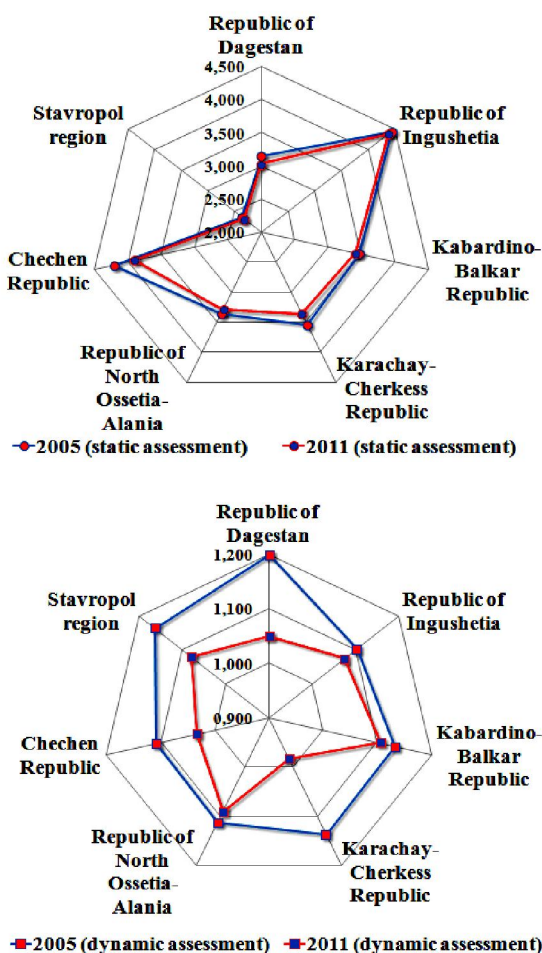 Republic of
Dagestan
4,500
4,000
3,500
3,000
2,500
2,000
Republic of
Ingushetia
Stavropol
region
Kabardino-
Balkar
Republic
Chechen
Republic
Karachay-
Cherkess
Republic
Republic of
North
Ossetia-
Alania
2005 (static assessment)
2011 (static assessment)
Republic of
Dagestan
1,200
1,100
1,000
0,900
Republic of
Ingushetia
Stavropol
region
Kabardino-
Balkar
Republic
Chechen
Republic
Karachay-
Cherkess
Republic
Republic of
North
Ossetia-
Alania
2005 (dynamic assessment)
2011 (dynamic assessment)